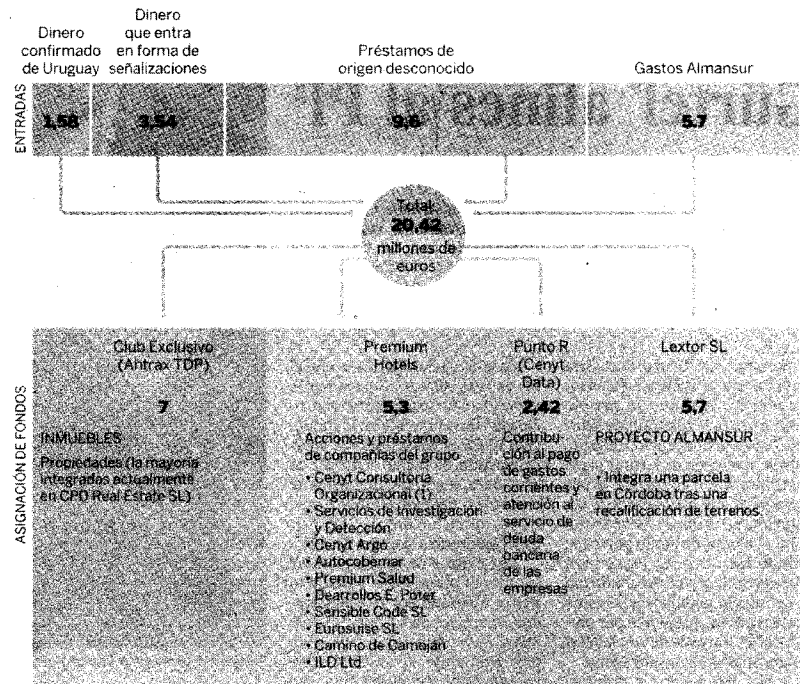 Dinero
confirmado
de Uruguay
Dinero
que entra
en forma de
señalizaciones
Préstamos de
origen desconocido
Gastos Almansur
ENTRADAS
1,58
3,54
9,6
5.7
Total
20,42
millones de
euros
ASIGNACIÓN DE FONDOS
Club Exclusivo
(Antrax TDP)
7
INMUEBLES
Propiedades (la mayoría
integradas actualmente
en CPD Real Estate SL)
Premium
Hotels
5,3
Acciones y préstamos
de compañías del grupo
• Cenyt Consultoría
Organizacional (1)
• Servicios de Investigación
y Detección
• Cenyt Argo
• Autocobemar
• Premium Salud
• Dearrollos E. Poter
• Sensible Code SL
• Eurosuise SL
• Camino de Camoján
• ILD Ltd
Punto R
(Cenyt
Data)
2,42
Contribu-
ción al pago
de gastos
corrientes y
atención al
servicio de
deuda
bancaria
de las
empresas
Lextor SL
5,7
PROYECTO ALMANSUR
• Integra una parcela
en Córdoba tras una
recalificación de terrenos.